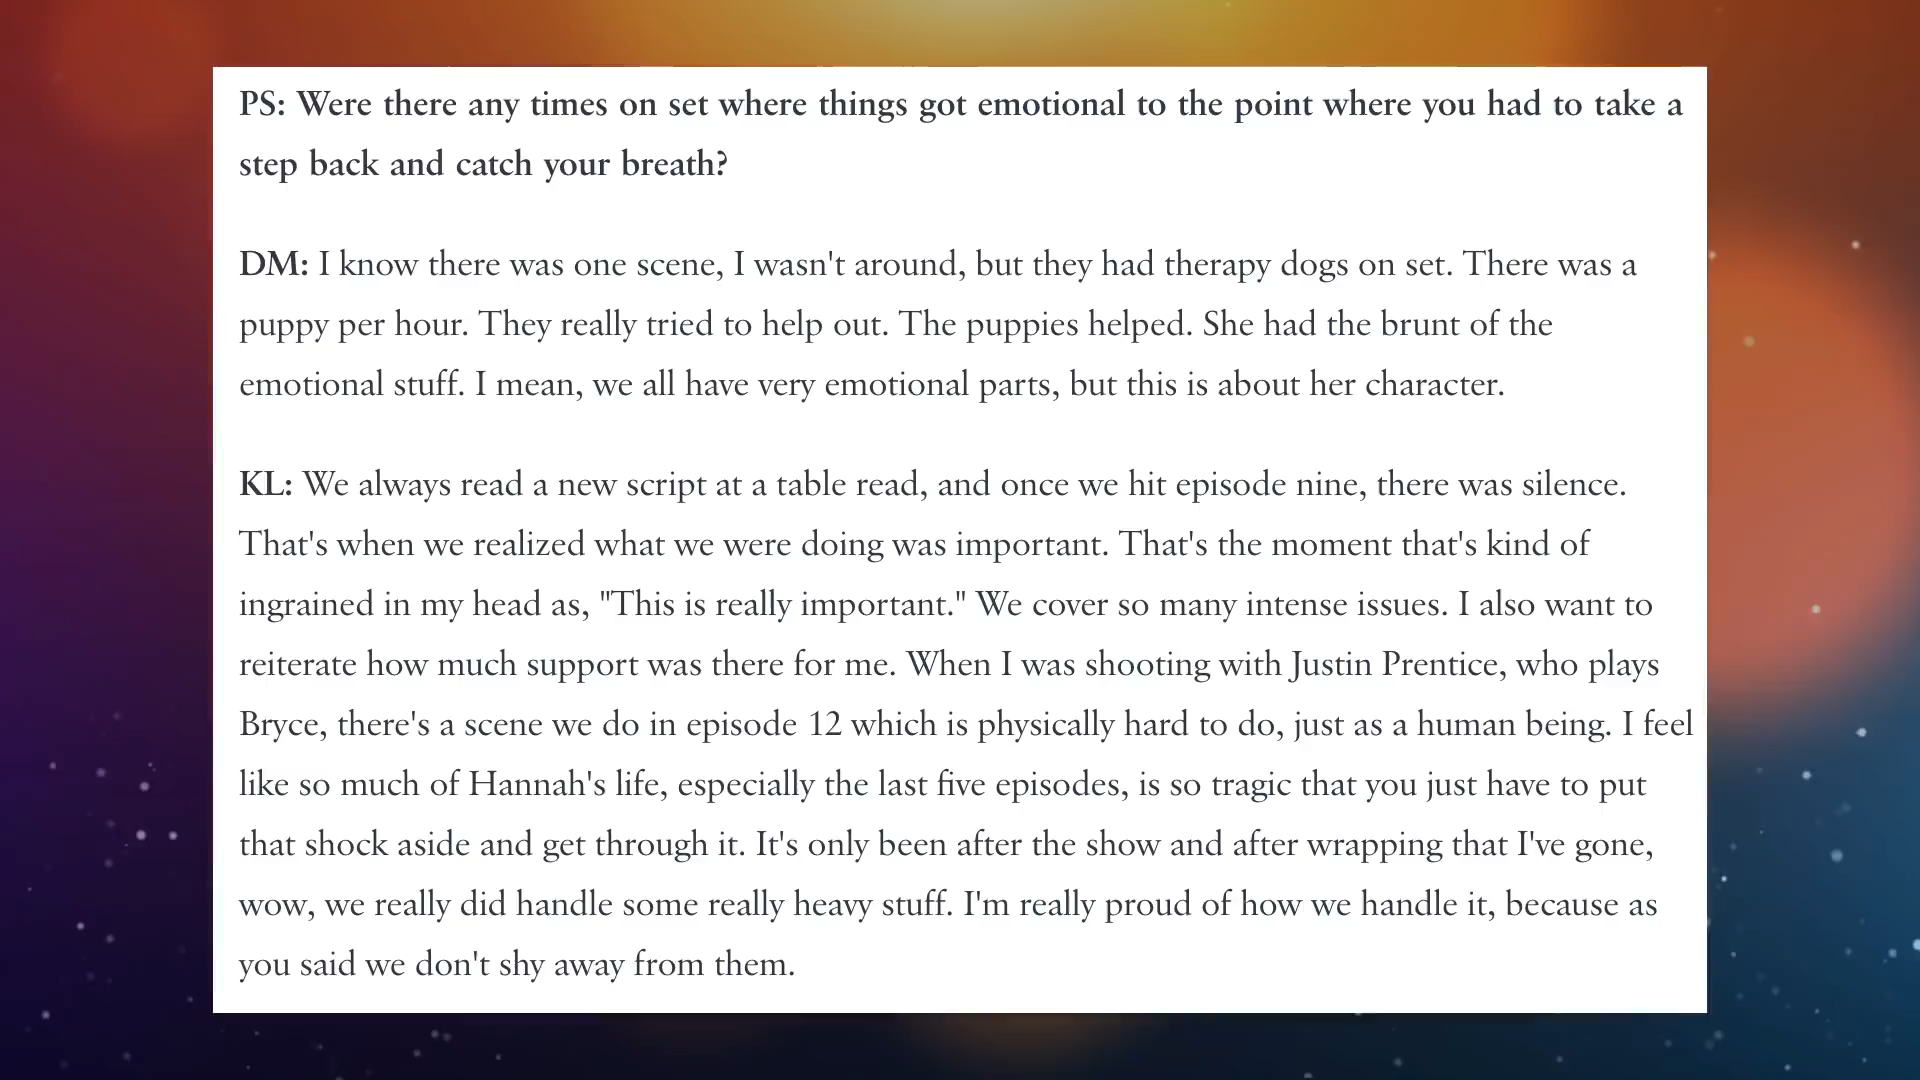 PS: Were there any times on set where things got emotional to the point where you had to take a
step back and catch your breath?
DM: I know there was one scene, I wasn't around, but they had therapy dogs on set. There was a
puppy per hour. They really tried to help out. The puppies helped. She had the brunt of the
emotional stuff. I mean, we all have very emotional parts, but this is about her character.
KL: We always read a new script at a table read, and once we hit episode nine, there was silence.
That's when we realized what we were doing was important. That's the moment that's kind of
ingrained in my head as, "This is really important." We cover so many intense issues. I also want to
reiterate how much support was there for me. When I was shooting with Justin Prentice, who plays
Bryce, there's a scene we do in episode 12 which is physically hard to do, just as a human being. I feel
like so much of Hannah's life, especially the last five episodes, is so tragic that you just have to put
that shock aside and get through it. It's only been after the show and after wrapping that I've gone,
wow, we really did handle some really heavy stuff. I'm really proud of how we handle it, because as
you said we don't shy away from them.